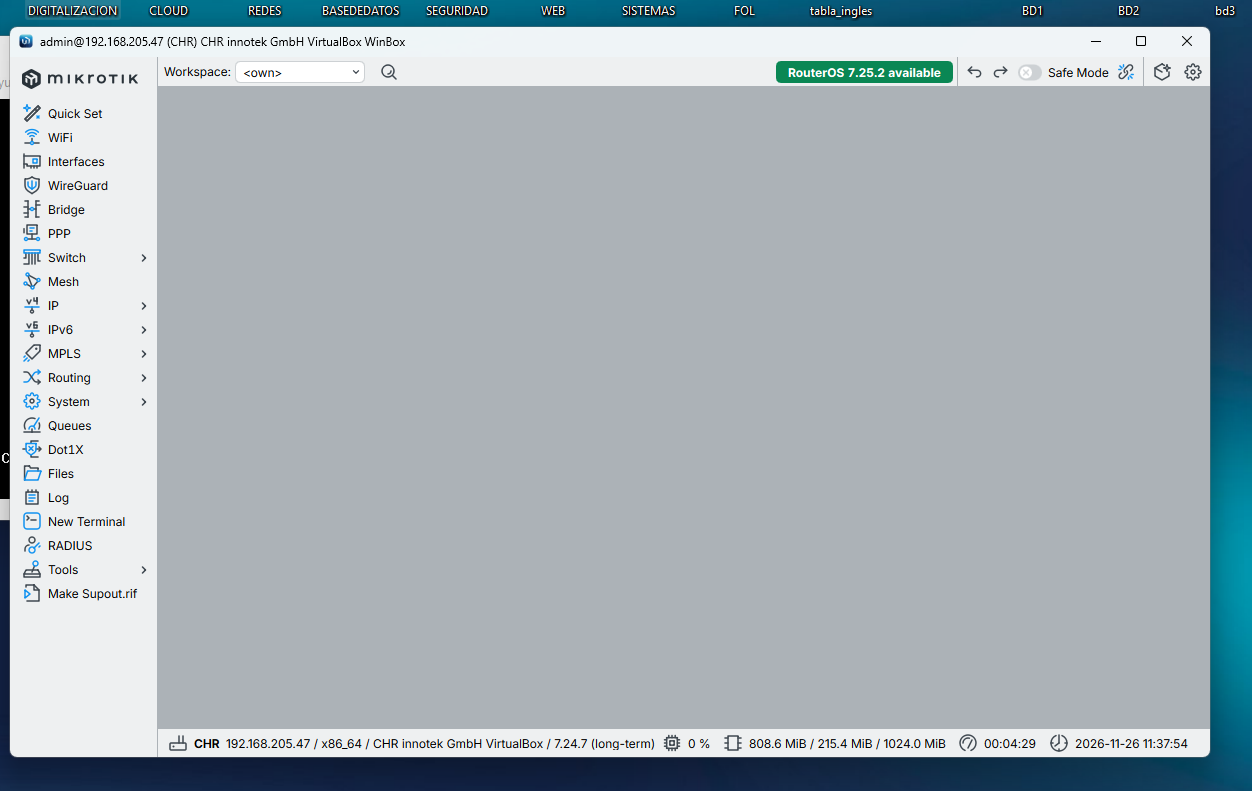 DIGITALIZACION CLOUD REDES BASEDEDATOS SEGURIDAD WEB SISTEMAS FOL tabla_ingles BD1 BD2 bd3
admin@192.168.205.47 (CHR) CHR innotek GmbH VirtualBox WinBox
mikrotik
Workspace: <own> RouterOS 7.25.2 available Safe Mode
Quick Set
WiFi
Interfaces
WireGuard
Bridge
PPP
Switch
Mesh
v4 IP
v6 IPv6
MPLS
Routing
System
Queues
Dot1X
Files
Log
New Terminal
RADIUS
Tools
Make Supout.rif
CHR 192.168.205.47 / x86_64 / CHR innotek GmbH VirtualBox / 7.24.7 (long-term) 0 % 808.6 MiB / 215.4 MiB / 1024.0 MiB 00:04:29 2026-11-26 11:37:54